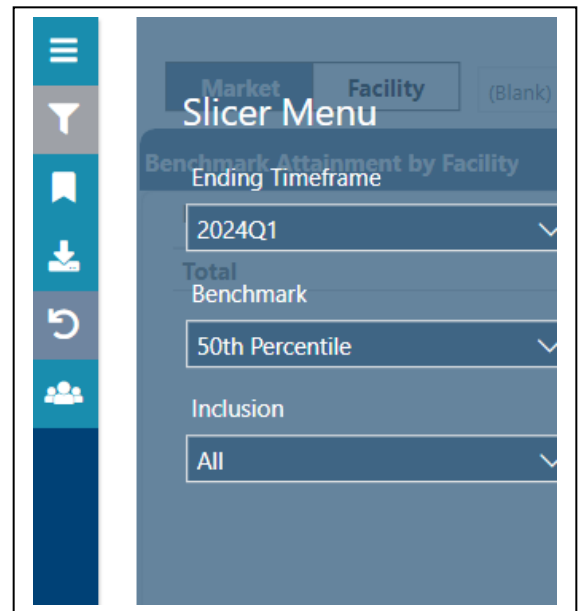 Market Facility (Blank)
Slicer Menu
Benchmark Attainment by Facility
Ending Timeframe
2024Q1
Total
Benchmark
50th Percentile
Inclusion
All